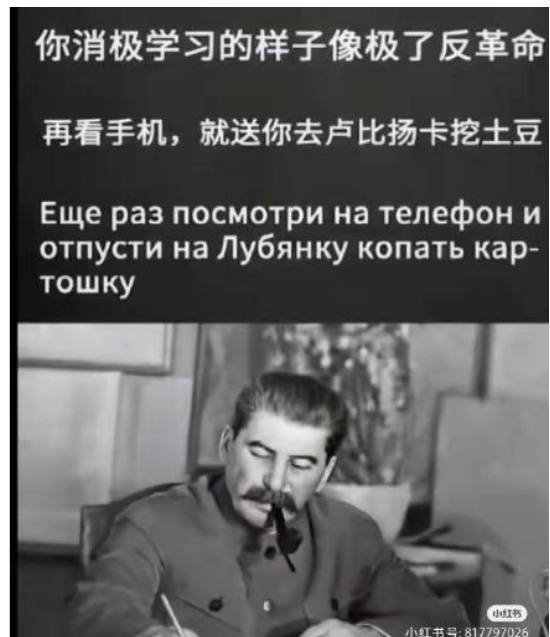 你消极学习的样子像极了反革命
再看手机，就送你去卢比扬卡挖土豆
Еще раз посмотри на телефон и
отпусти на Лубянку копать кар-
тошку
小红书
小红书号: 817797026